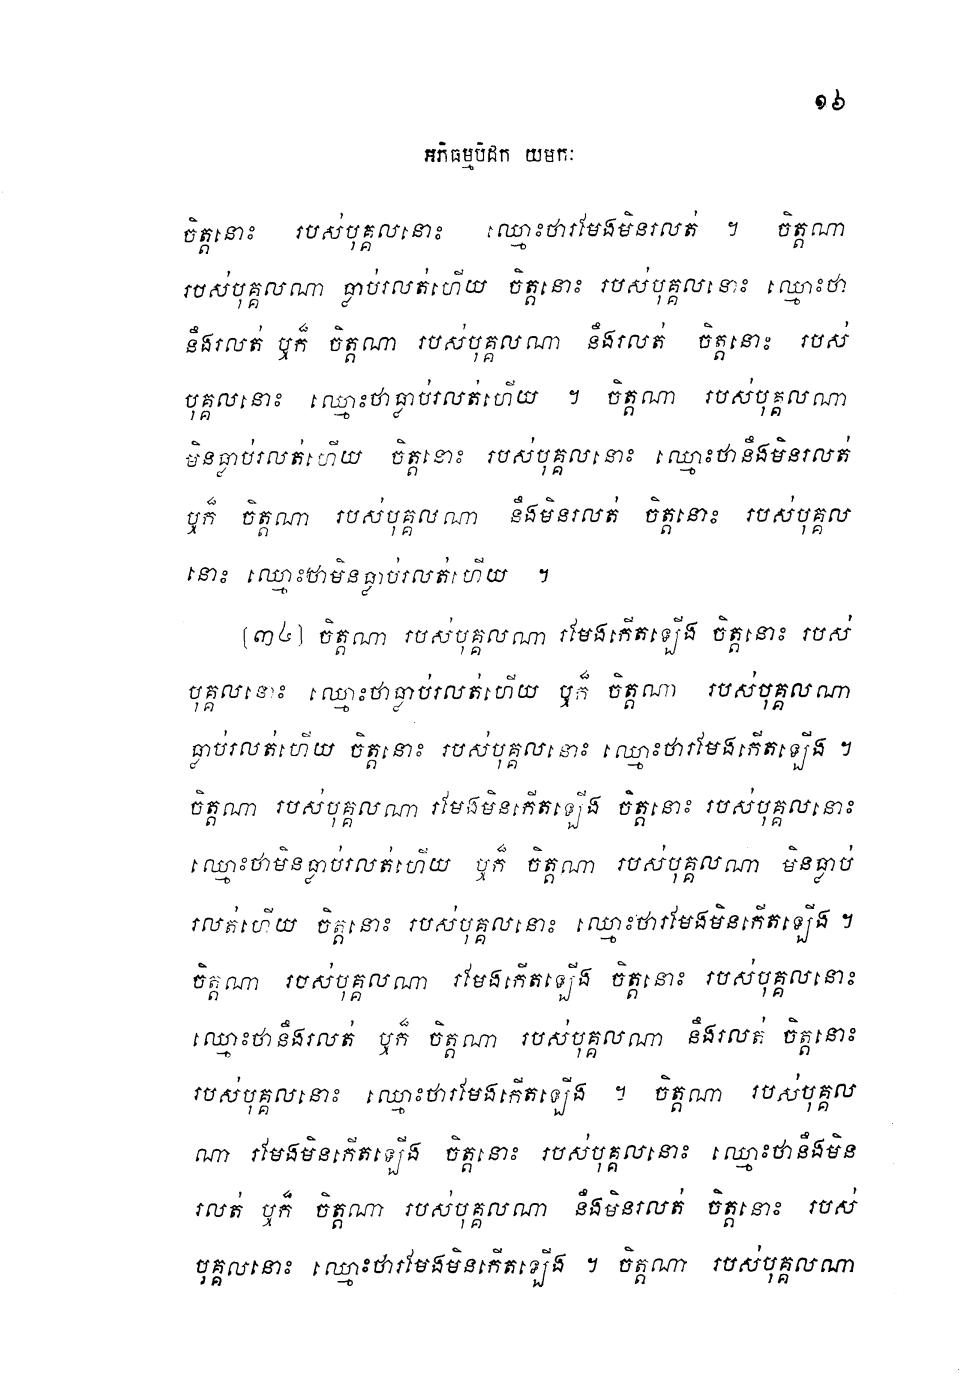 ១៦
អភិធម្មបិដក យមកៈ
ចិត្តនោះ របស់បុគ្គលនោះ ឈ្មោះថារមែងមិនរលត់ ។ ចិត្តណា
របស់បុគ្គលណា ធ្លាប់រលត់ហើយ ចិត្តនោះ របស់បុគ្គលនោះ ឈ្មោះថា
នឹងរលត់ ឬក៏ ចិត្តណា របស់បុគ្គលណា នឹងរលត់ ចិត្តនោះ របស់
បុគ្គលនោះ ឈ្មោះថាធ្លាប់រលត់ហើយ ។ ចិត្តណា របស់បុគ្គលណា
មិនធ្លាប់រលត់ហើយ ចិត្តនោះ របស់បុគ្គលនោះ ឈ្មោះថានឹងមិនរលត់
ឬក៏ ចិត្តណា របស់បុគ្គលណា នឹងមិនរលត់ ចិត្តនោះ របស់បុគ្គល
នោះ ឈ្មោះថាមិនធ្លាប់រលត់ហើយ ។
(៣៤) ចិត្តណា របស់បុគ្គលណា រមែងកើតឡើង ចិត្តនោះ របស់
បុគ្គលនោះ ឈ្មោះថាធ្លាប់រលត់ហើយ ឬក៏ ចិត្តណា របស់បុគ្គលណា
ធ្លាប់រលត់ហើយ ចិត្តនោះ របស់បុគ្គលនោះ ឈ្មោះថារមែងកើតឡើង ។
ចិត្តណា របស់បុគ្គលណា រមែងមិនកើតឡើង ចិត្តនោះ របស់បុគ្គលនោះ
ឈ្មោះថាមិនធ្លាប់រលត់ហើយ ឬក៏ ចិត្តណា របស់បុគ្គលណា មិនធ្លាប់
រលត់ហើយ ចិត្តនោះ របស់បុគ្គលនោះ ឈ្មោះថារមែងមិនកើតឡើង ។
ចិត្តណា របស់បុគ្គលណា រមែងកើតឡើង ចិត្តនោះ របស់បុគ្គលនោះ
ឈ្មោះថានឹងរលត់ ឬក៏ ចិត្តណា របស់បុគ្គលណា នឹងរលត់ ចិត្តនោះ
របស់បុគ្គលនោះ ឈ្មោះថារមែងកើតឡើង ។ ចិត្តណា របស់បុគ្គល
ណា រមែងមិនកើតឡើង ចិត្តនោះ របស់បុគ្គលនោះ ឈ្មោះថានឹងមិន
រលត់ ឬក៏ ចិត្តណា របស់បុគ្គលណា នឹងមិនរលត់ ចិត្តនោះ របស់
បុគ្គលនោះ ឈ្មោះថារមែងមិនកើតឡើង ។ ចិត្តណា របស់បុគ្គលណា